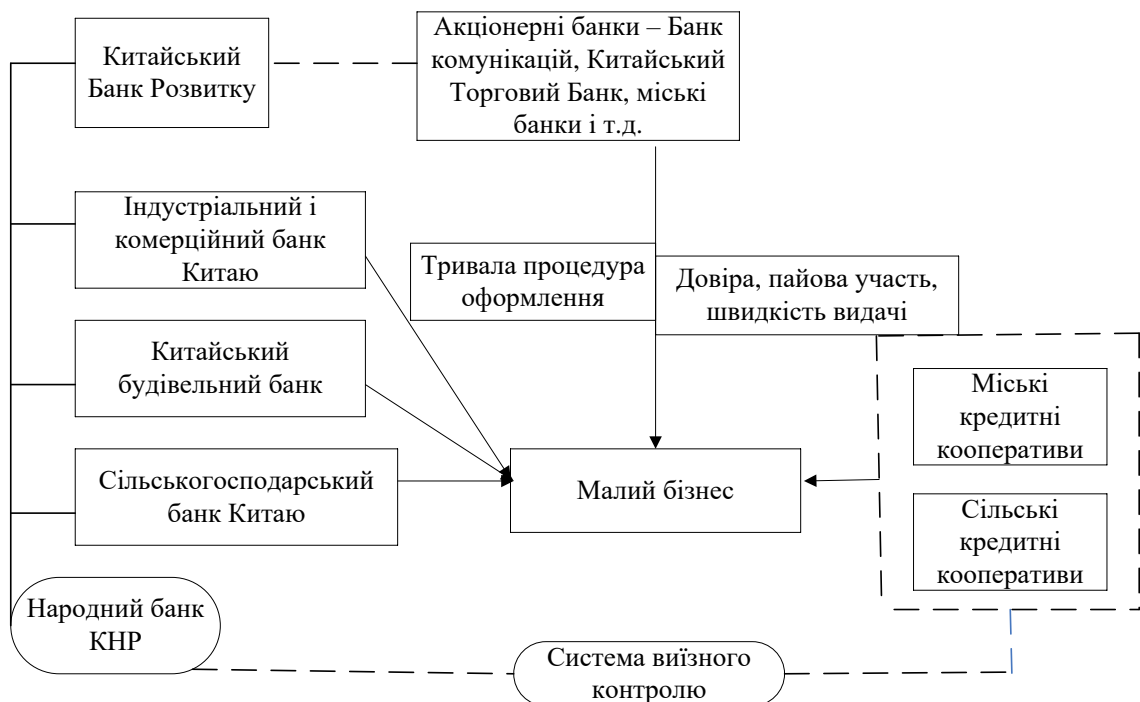 Китайський
Банк Розвитку
Акціонерні банки – Банк
комунікацій, Китайський
Торговий Банк, міські
банки і т.д.
Індустріальний і
комерційний банк
Китаю
Тривала процедура
оформлення
Довіра, пайова участь,
швидкість видачі
Китайський
будівельний банк
Міські
кредитні
кооперативи
Сільськогосподарський
банк Китаю
Малий бізнес
Сільські
кредитні
кооперативи
Народний банк
КНР
Система виїзного
контролю